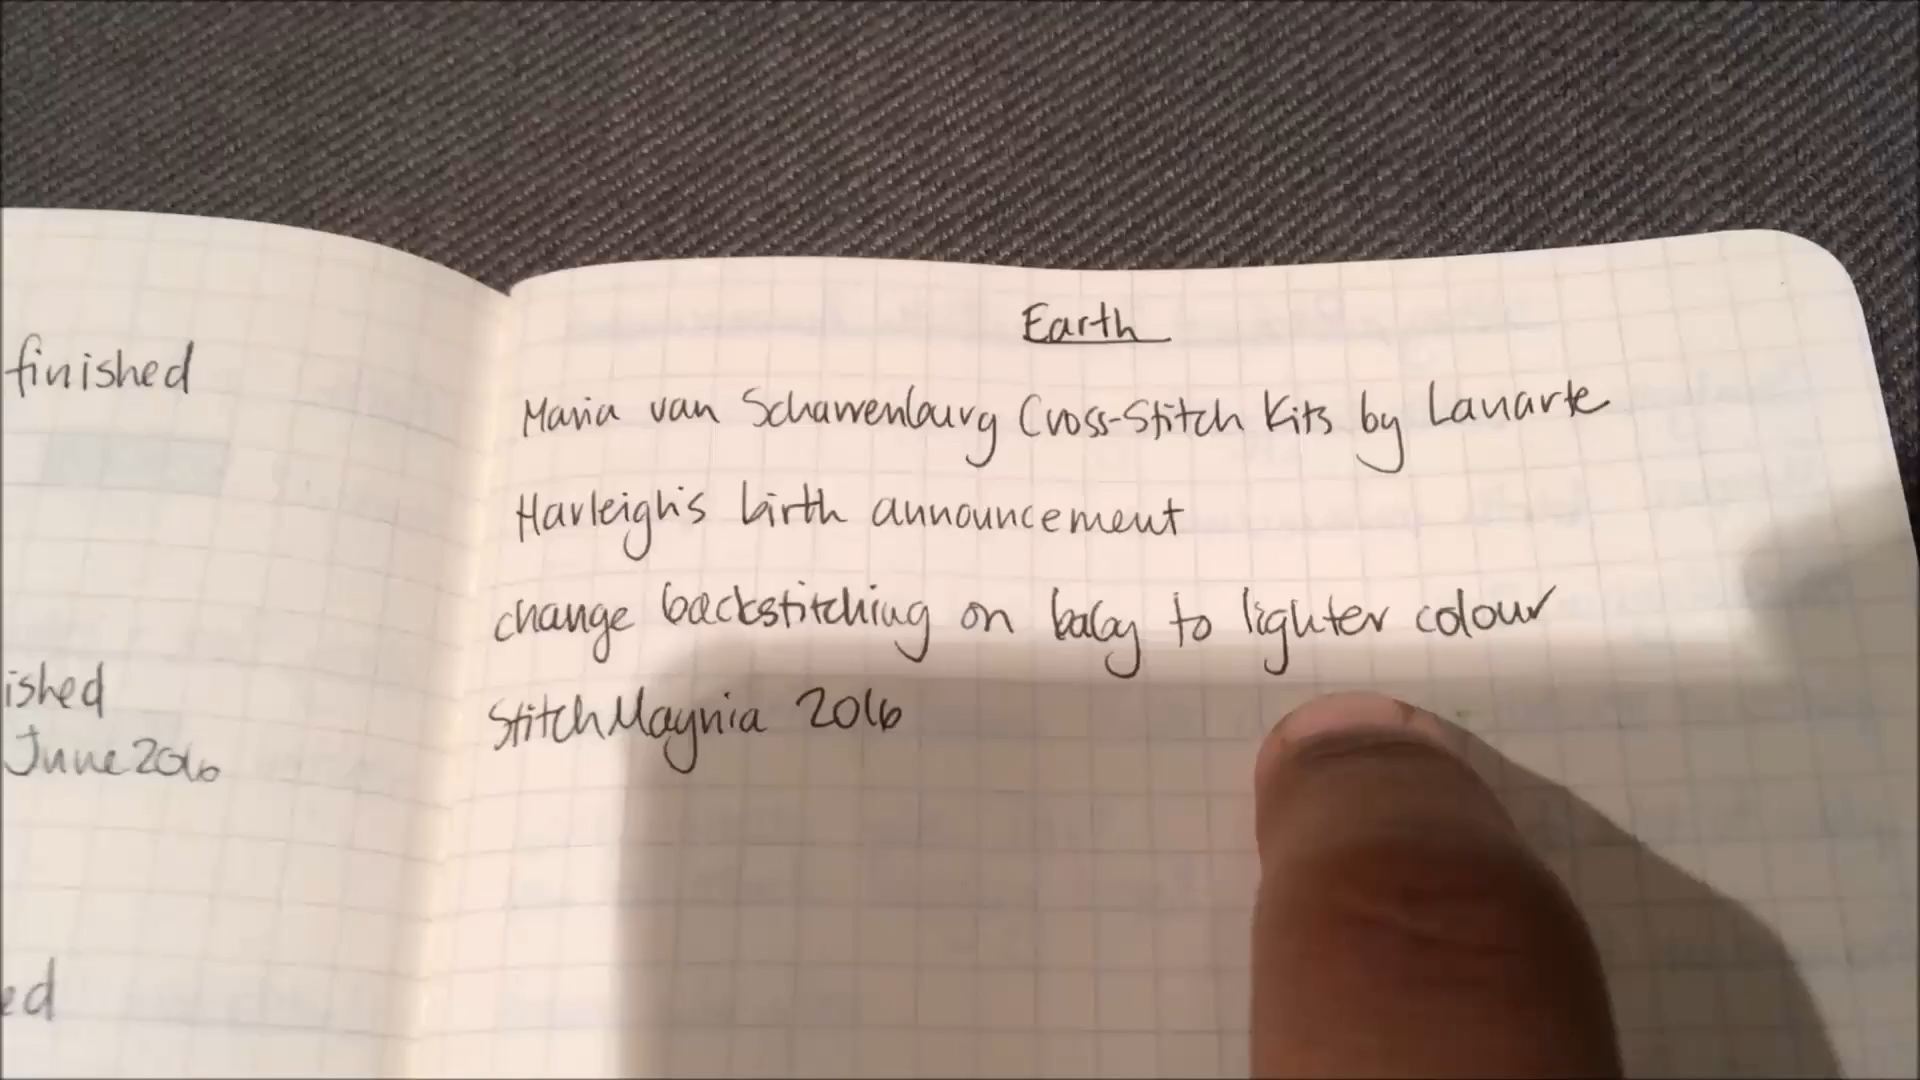 finished
ished
June 2016
ed
Earth
Maria van Scharrenburg Cross-Stitch Kits by Lanarte
Harleigh's birth announcement
change backstitching on baby to lighter colour
StitchMaynia 2016